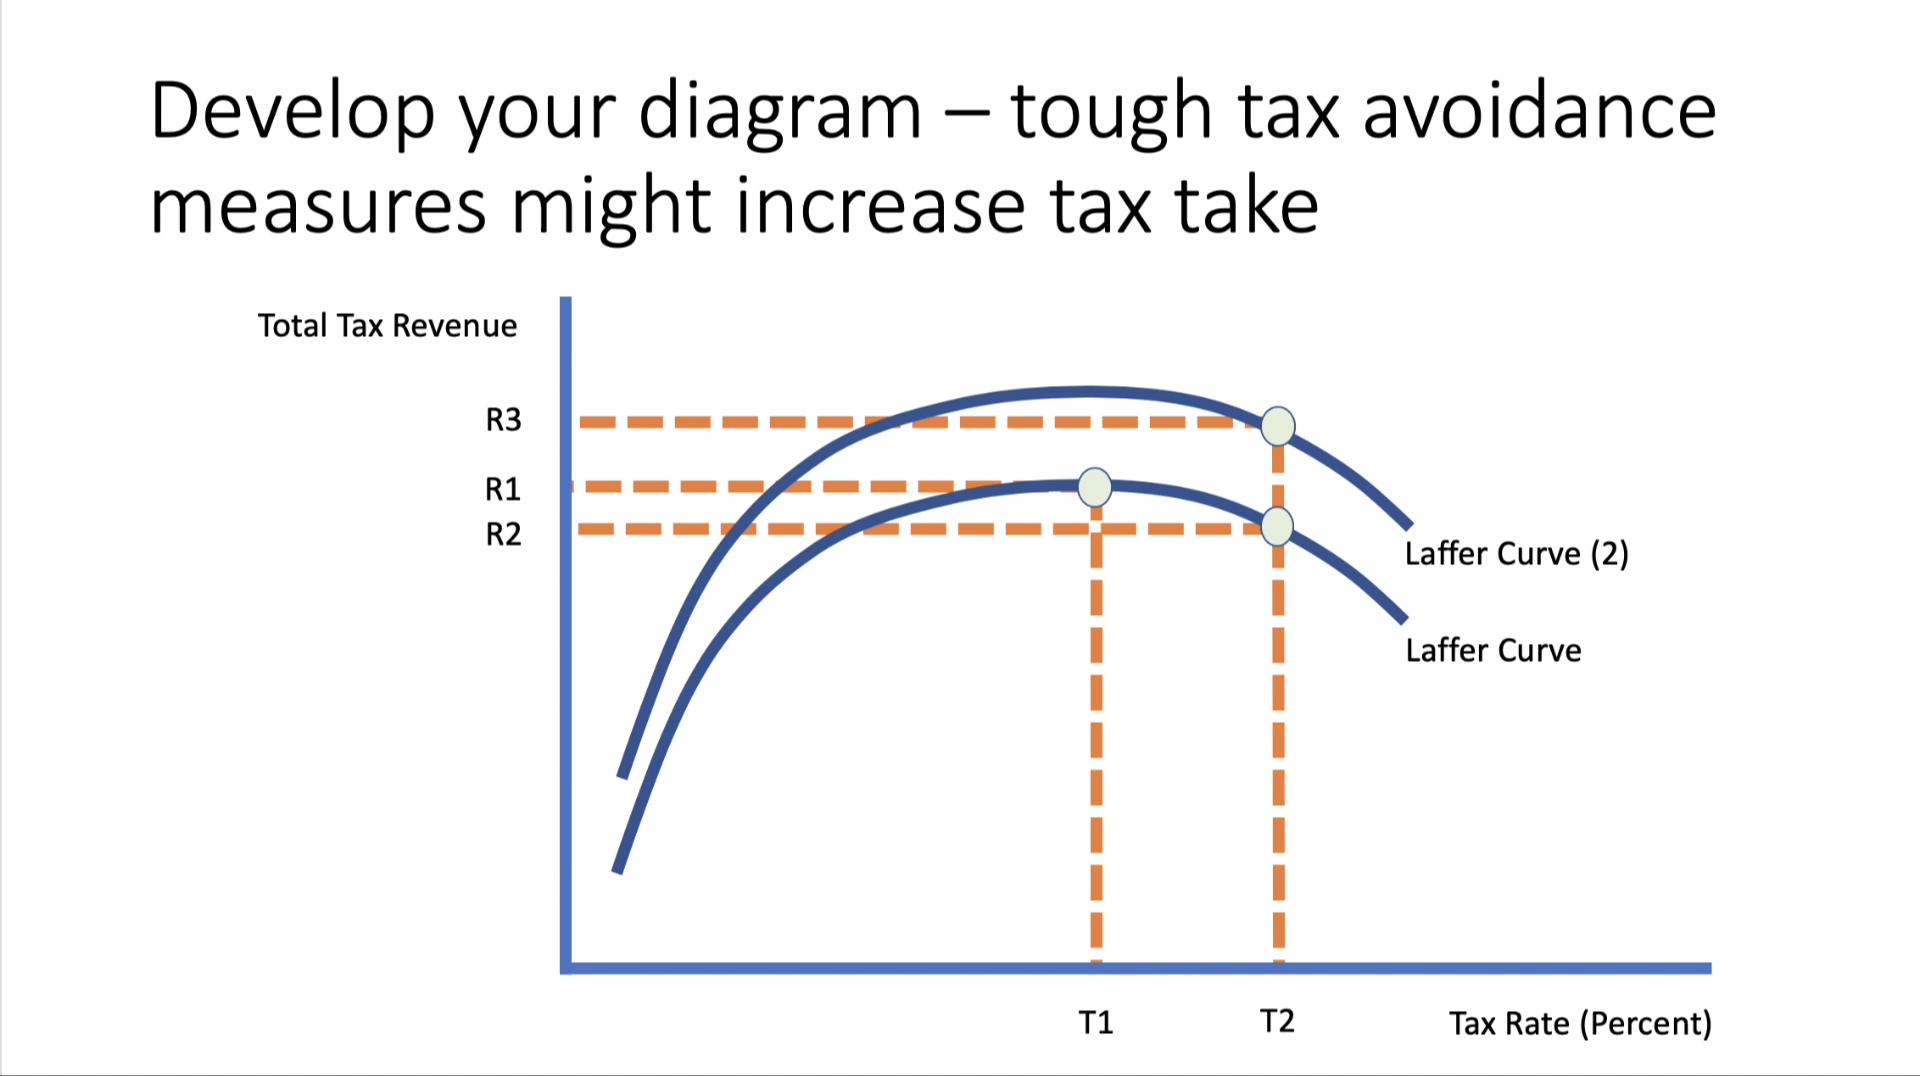 Develop your diagram – tough tax avoidance
measures might increase tax take
Total Tax Revenue
R3
R1
R2
Laffer Curve (2)
Laffer Curve
T1
T2
Tax Rate (Percent)